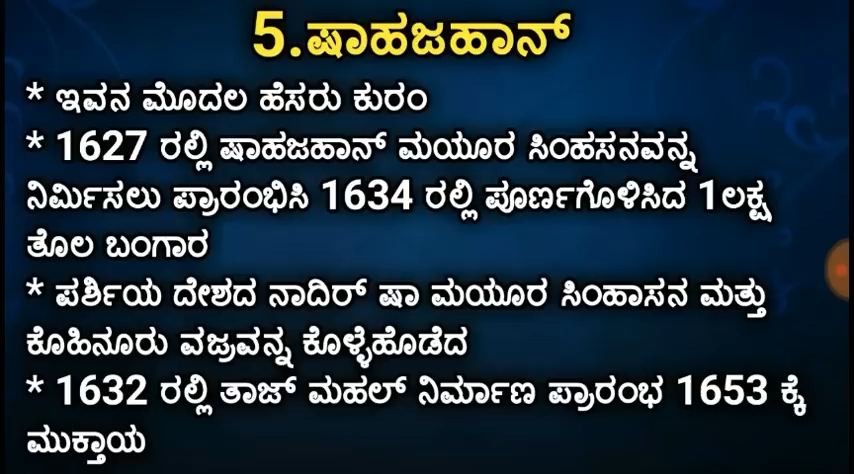 5.ಷಾಹಜಹಾನ್
* ಇವನ ಮೊದಲ ಹೆಸರು ಕುರಂ
* 1627 ರಲ್ಲಿ ಷಾಹಜಹಾನ್ ಮಯೂರ ಸಿಂಹಸನವನ್ನ
ನಿರ್ಮಿಸಲು ಪ್ರಾರಂಭಿಸಿ 1634 ರಲ್ಲಿ ಪೂರ್ಣಗೊಳಿಸಿದ 1ಲಕ್ಷ
ತೊಲ ಬಂಗಾರ
* ಪರ್ಶಿಯ ದೇಶದ ನಾದಿರ್ ಷಾ ಮಯೂರ ಸಿಂಹಾಸನ ಮತ್ತು
ಕೊಹಿನೂರು ವಜ್ರವನ್ನ ಕೊಳ್ಳೆಹೊಡೆದ
* 1632 ರಲ್ಲಿ ತಾಜ್ ಮಹಲ್ ನಿರ್ಮಾಣ ಪ್ರಾರಂಭ 1653 ಕ್ಕೆ
ಮುಕ್ತಾಯ